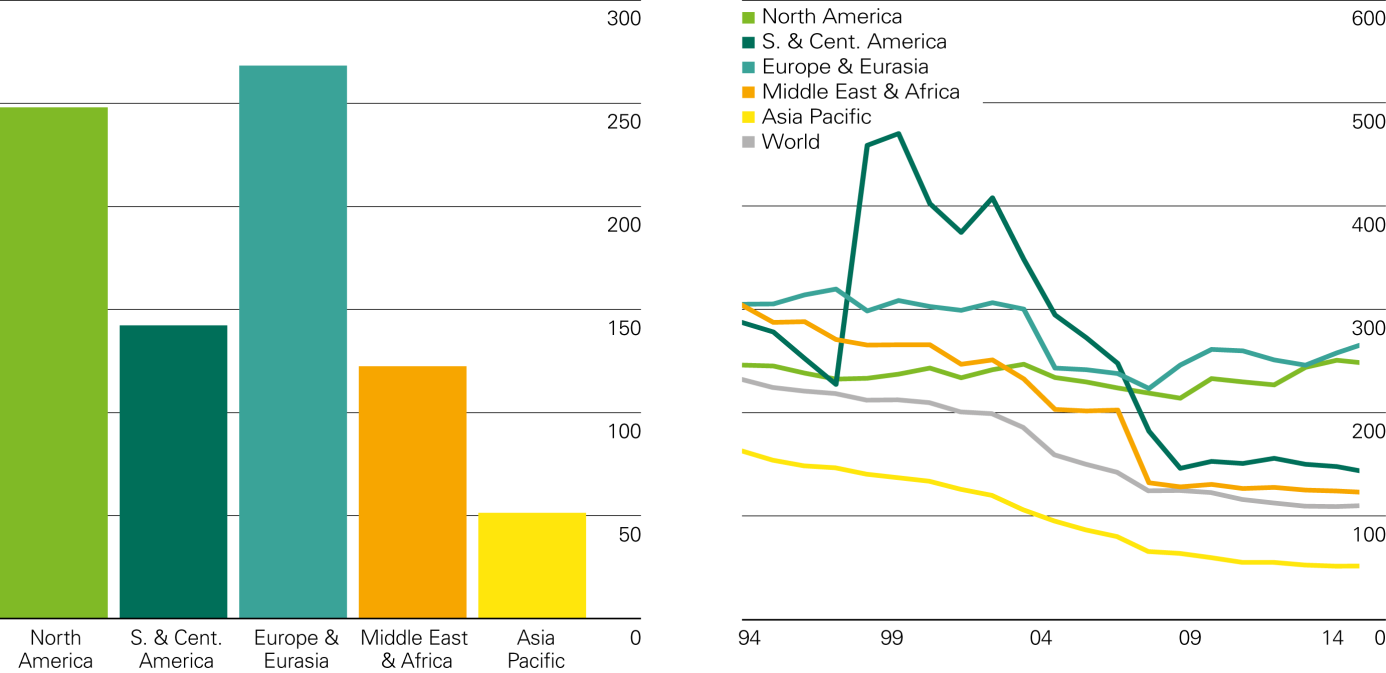 300
250
200
150
100
50
0
North
America
S. & Cent.
America
Europe &
Eurasia
Middle East
& Africa
Asia
Pacific
North America
S. & Cent. America
Europe & Eurasia
Middle East & Africa
Asia Pacific
World
600
500
400
300
200
100
0
94
99
04
09
14